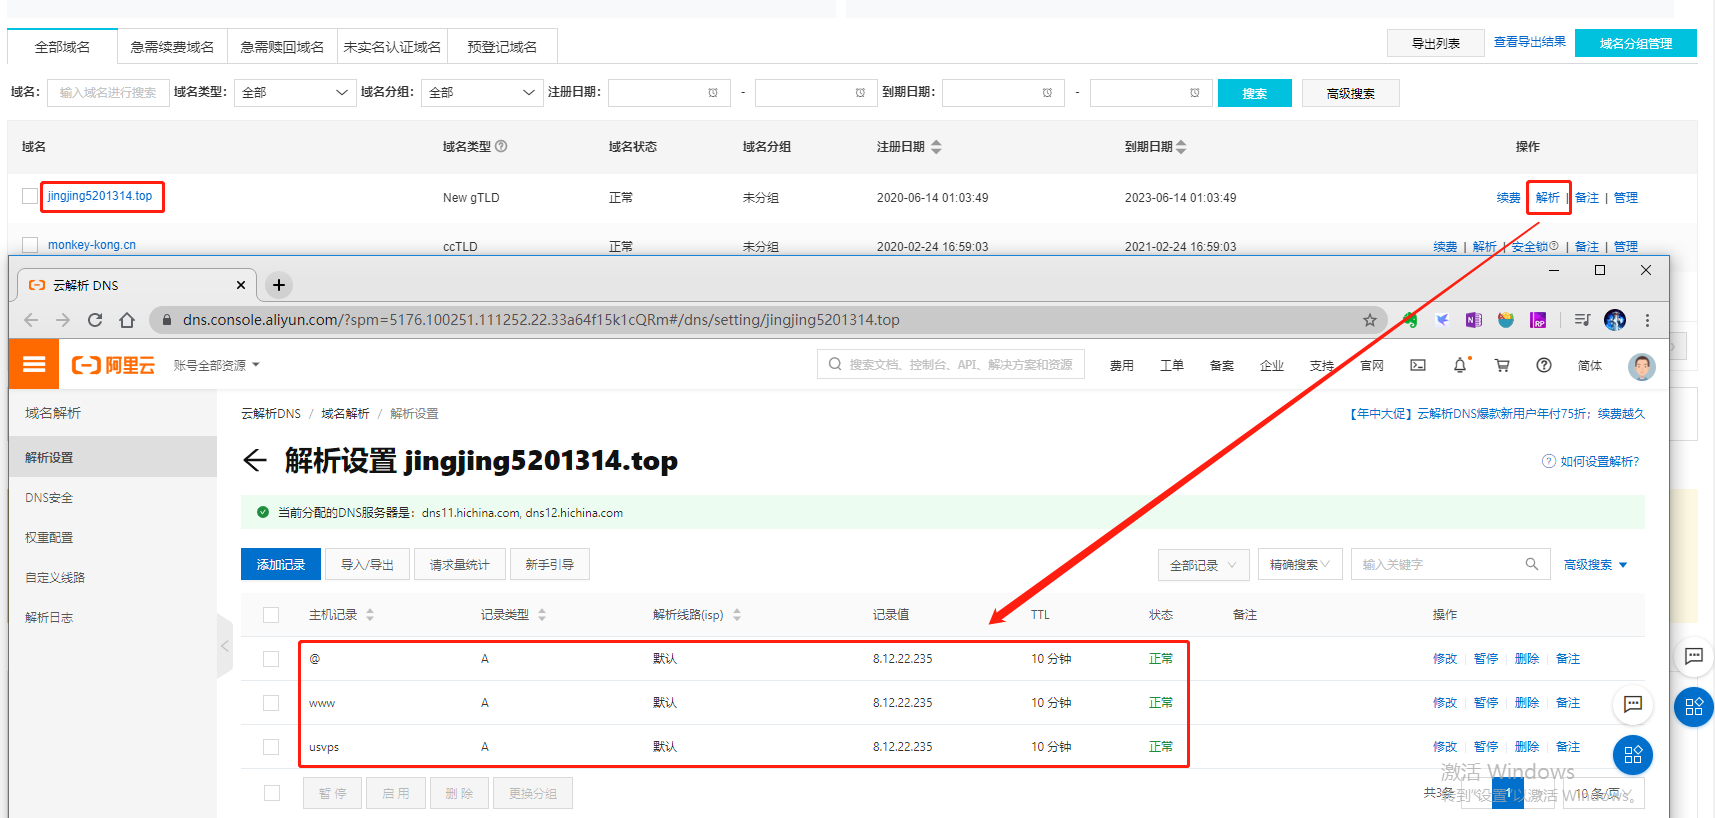 全部域名 急需续费域名 急需赎回域名 未实名认证域名 预登记域名 导出列表 查看导出结果 域名分组管理
域名: 输入域名进行搜索 域名类型: 全部 域名分组: 全部 注册日期: - 到期日期: - 搜索 高级搜索
域名 域名类型 域名状态 域名分组 注册日期 到期日期 操作
jingjing5201314.top New gTLD 正常 未分组 2020-06-14 01:03:49 2023-06-14 01:03:49 续费 | 解析 | 备注 | 管理
monkey-kong.cn ccTLD 正常 未分组 2020-02-24 16:59:03 2021-02-24 16:59:03 续费 | 解析 | 安全锁 | 备注 | 管理
云解析 DNS
dns.console.aliyun.com/?spm=5176.100251.111252.22.33a64f15k1cQRm#/dns/setting/jingjing5201314.top
阿里云 账号全部资源 搜索文档、控制台、API、解决方案和资源 费用 工单 备案 企业 支持 官网 简体
域名解析
解析设置
DNS安全
权重配置
自定义线路
解析日志
云解析DNS / 域名解析 / 解析设置 【年中大促】云解析DNS爆款新用户年付75折；续费越久
解析设置 jingjing5201314.top 如何设置解析?
当前分配的DNS服务器是：dns11.hichina.com, dns12.hichina.com
添加记录 导入/导出 请求量统计 新手引导 全部记录 精确搜索 输入关键字 高级搜索
主机记录 记录类型 解析线路(isp) 记录值 TTL 状态 备注 操作
@ A 默认 8.12.22.235 10 分钟 正常 修改 暂停 删除 备注
www A 默认 8.12.22.235 10 分钟 正常 修改 暂停 删除 备注
usvps A 默认 8.12.22.235 10 分钟 正常 修改 暂停 删除 备注
暂停 启用 删除 更换分组 共3条 1 10 条/页
激活 Windows
转到"设置"以激活 Windows。